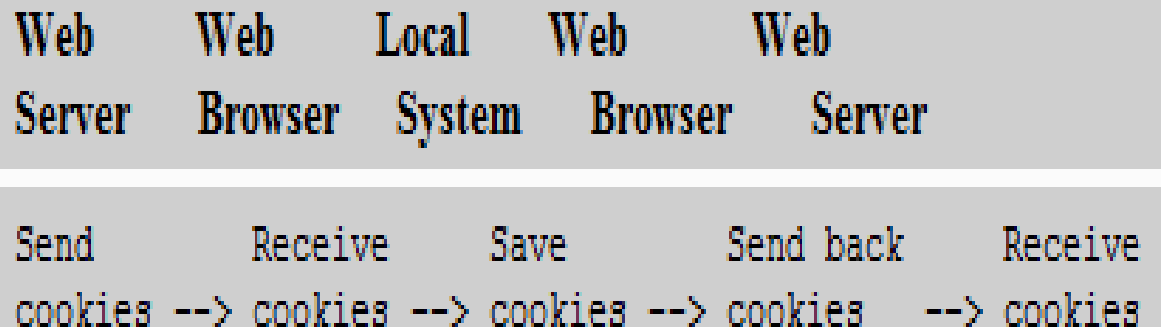 Web Web Local Web Web
Server Browser System Browser Server
Send Receive Save Send back Receive
cookies --> cookies --> cookies --> cookies --> cookies